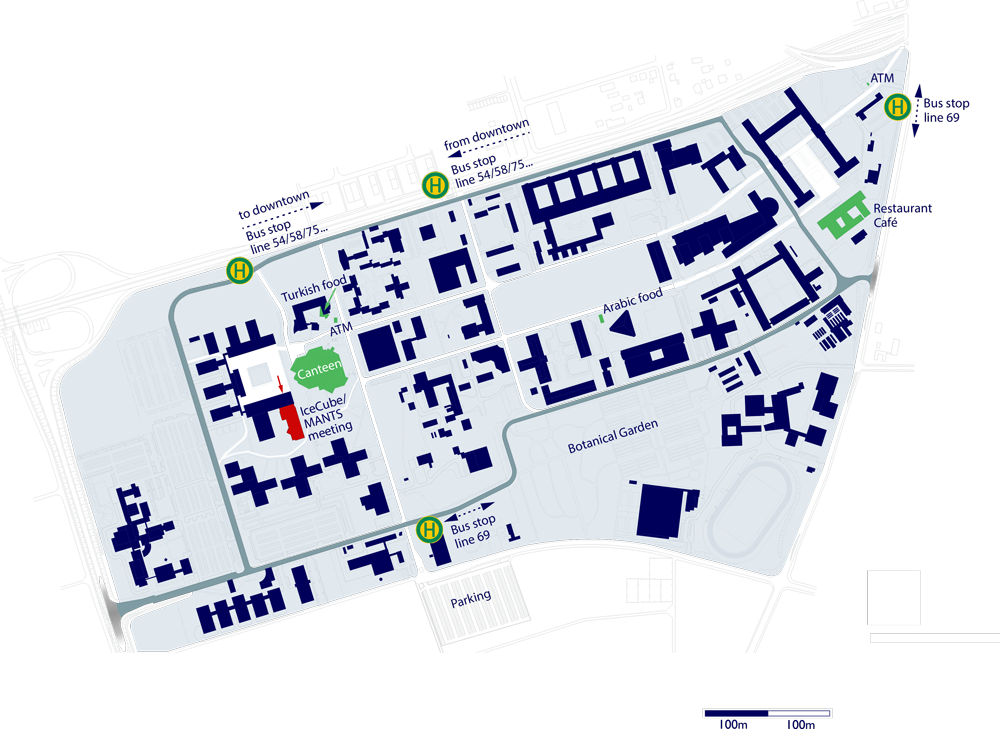 ATM
H
Bus stop
line 69
from downtown
Bus stop
line 54/58/75...
H
to downtown
Bus stop
line 54/58/75...
H
Restaurant
Café
Turkish food
ATM
Arabic food
Canteen
IceCube/
MANTS
meeting
Botanical Garden
H
Bus stop
line 69
Parking
100m 100m